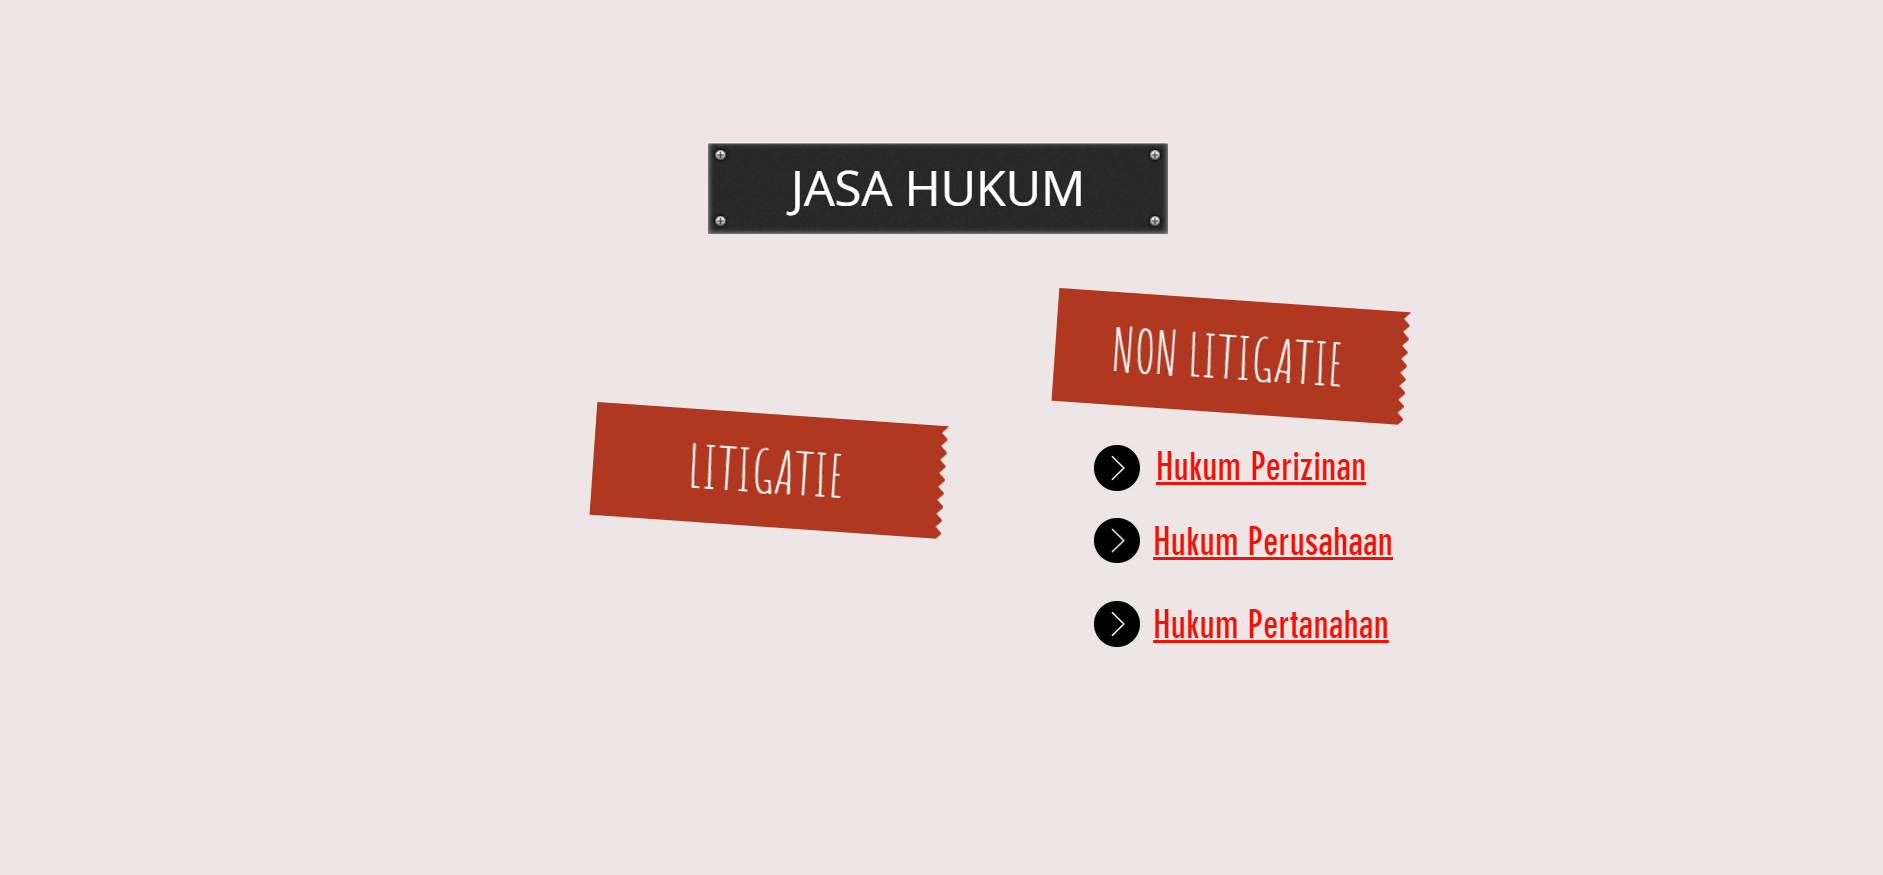 JASA HUKUM
LITIGATIE
NON LITIGATIE
Hukum Perizinan
Hukum Perusahaan
Hukum Pertanahan